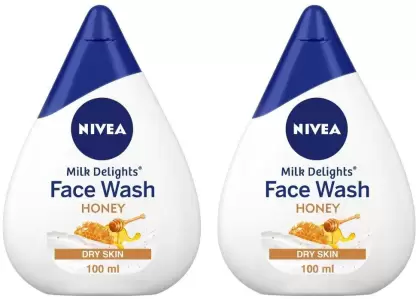 NIVEA
Milk Delights*
Face Wash
HONEY
DRY SKIN
100 ml
NIVEA
Milk Delights*
Face Wash
HONEY
DRY SKIN
100 ml